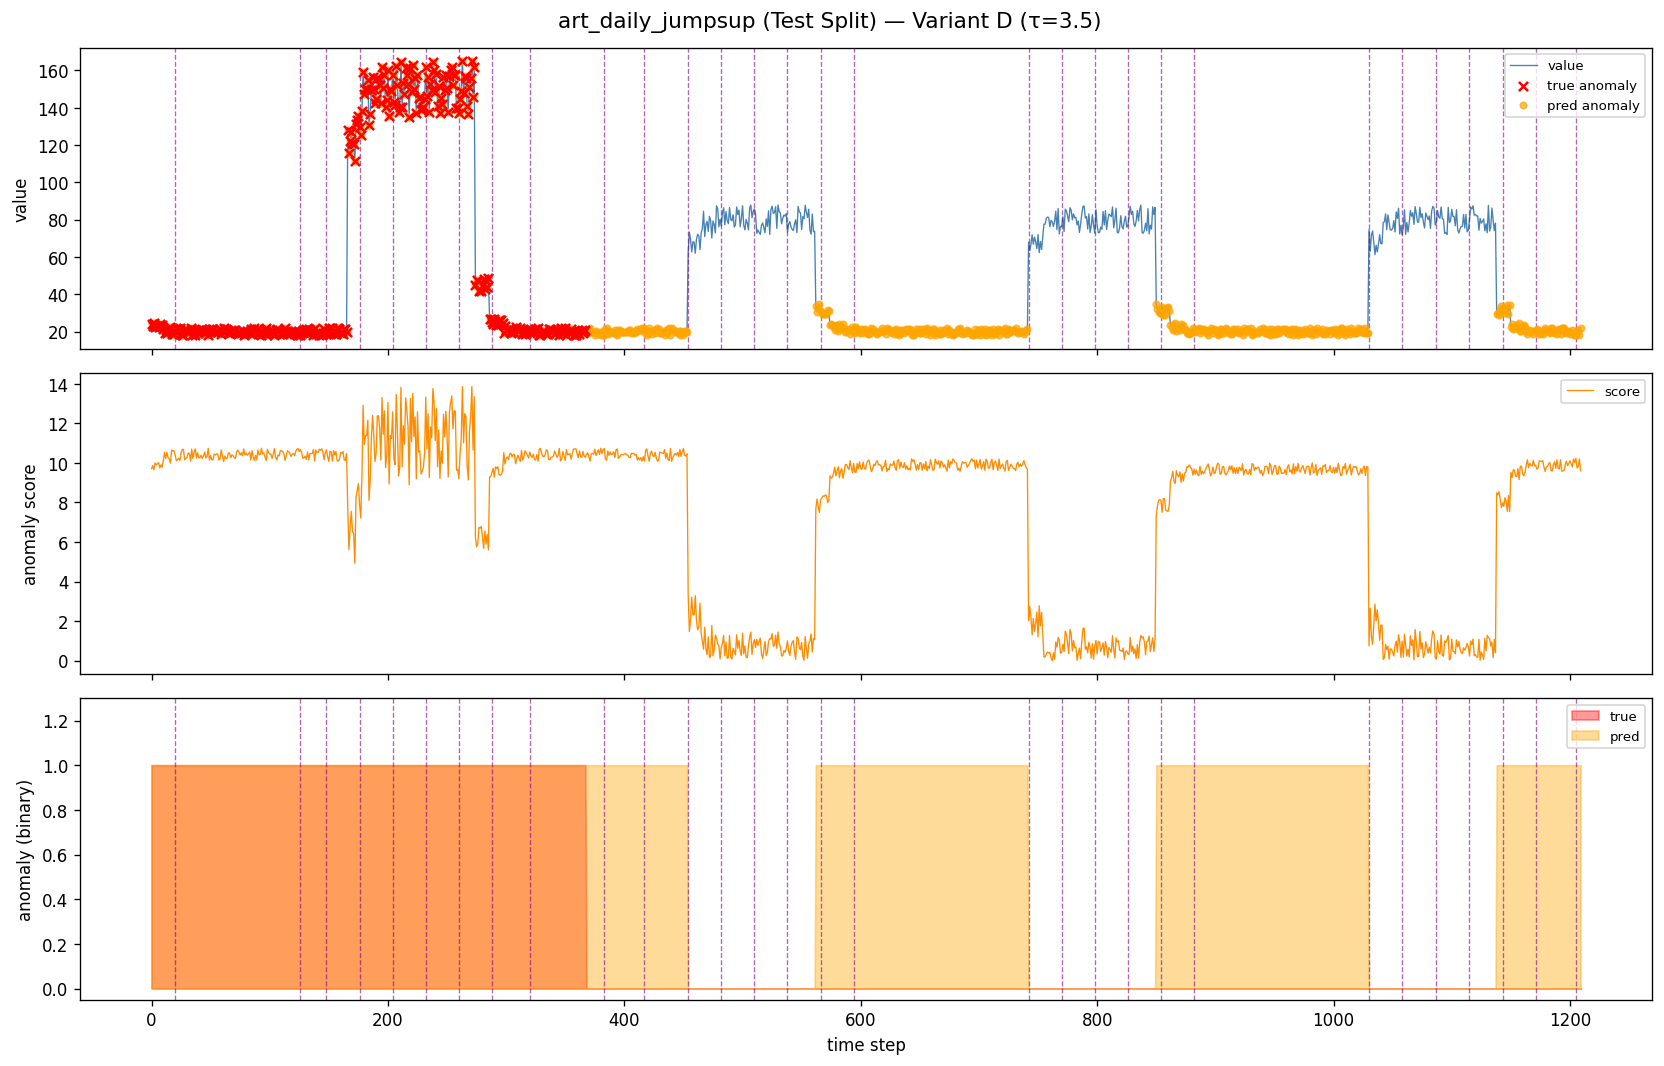 art_daily_jumpsup (Test Split) — Variant D (τ=3.5)
160
140
120
100
80
60
40
20
value
value
true anomaly
pred anomaly
14
12
10
8
6
4
2
0
anomaly score
score
1.2
1.0
0.8
0.6
0.4
0.2
0.0
anomaly (binary)
true
pred
0 200 400 600 800 1000 1200
time step